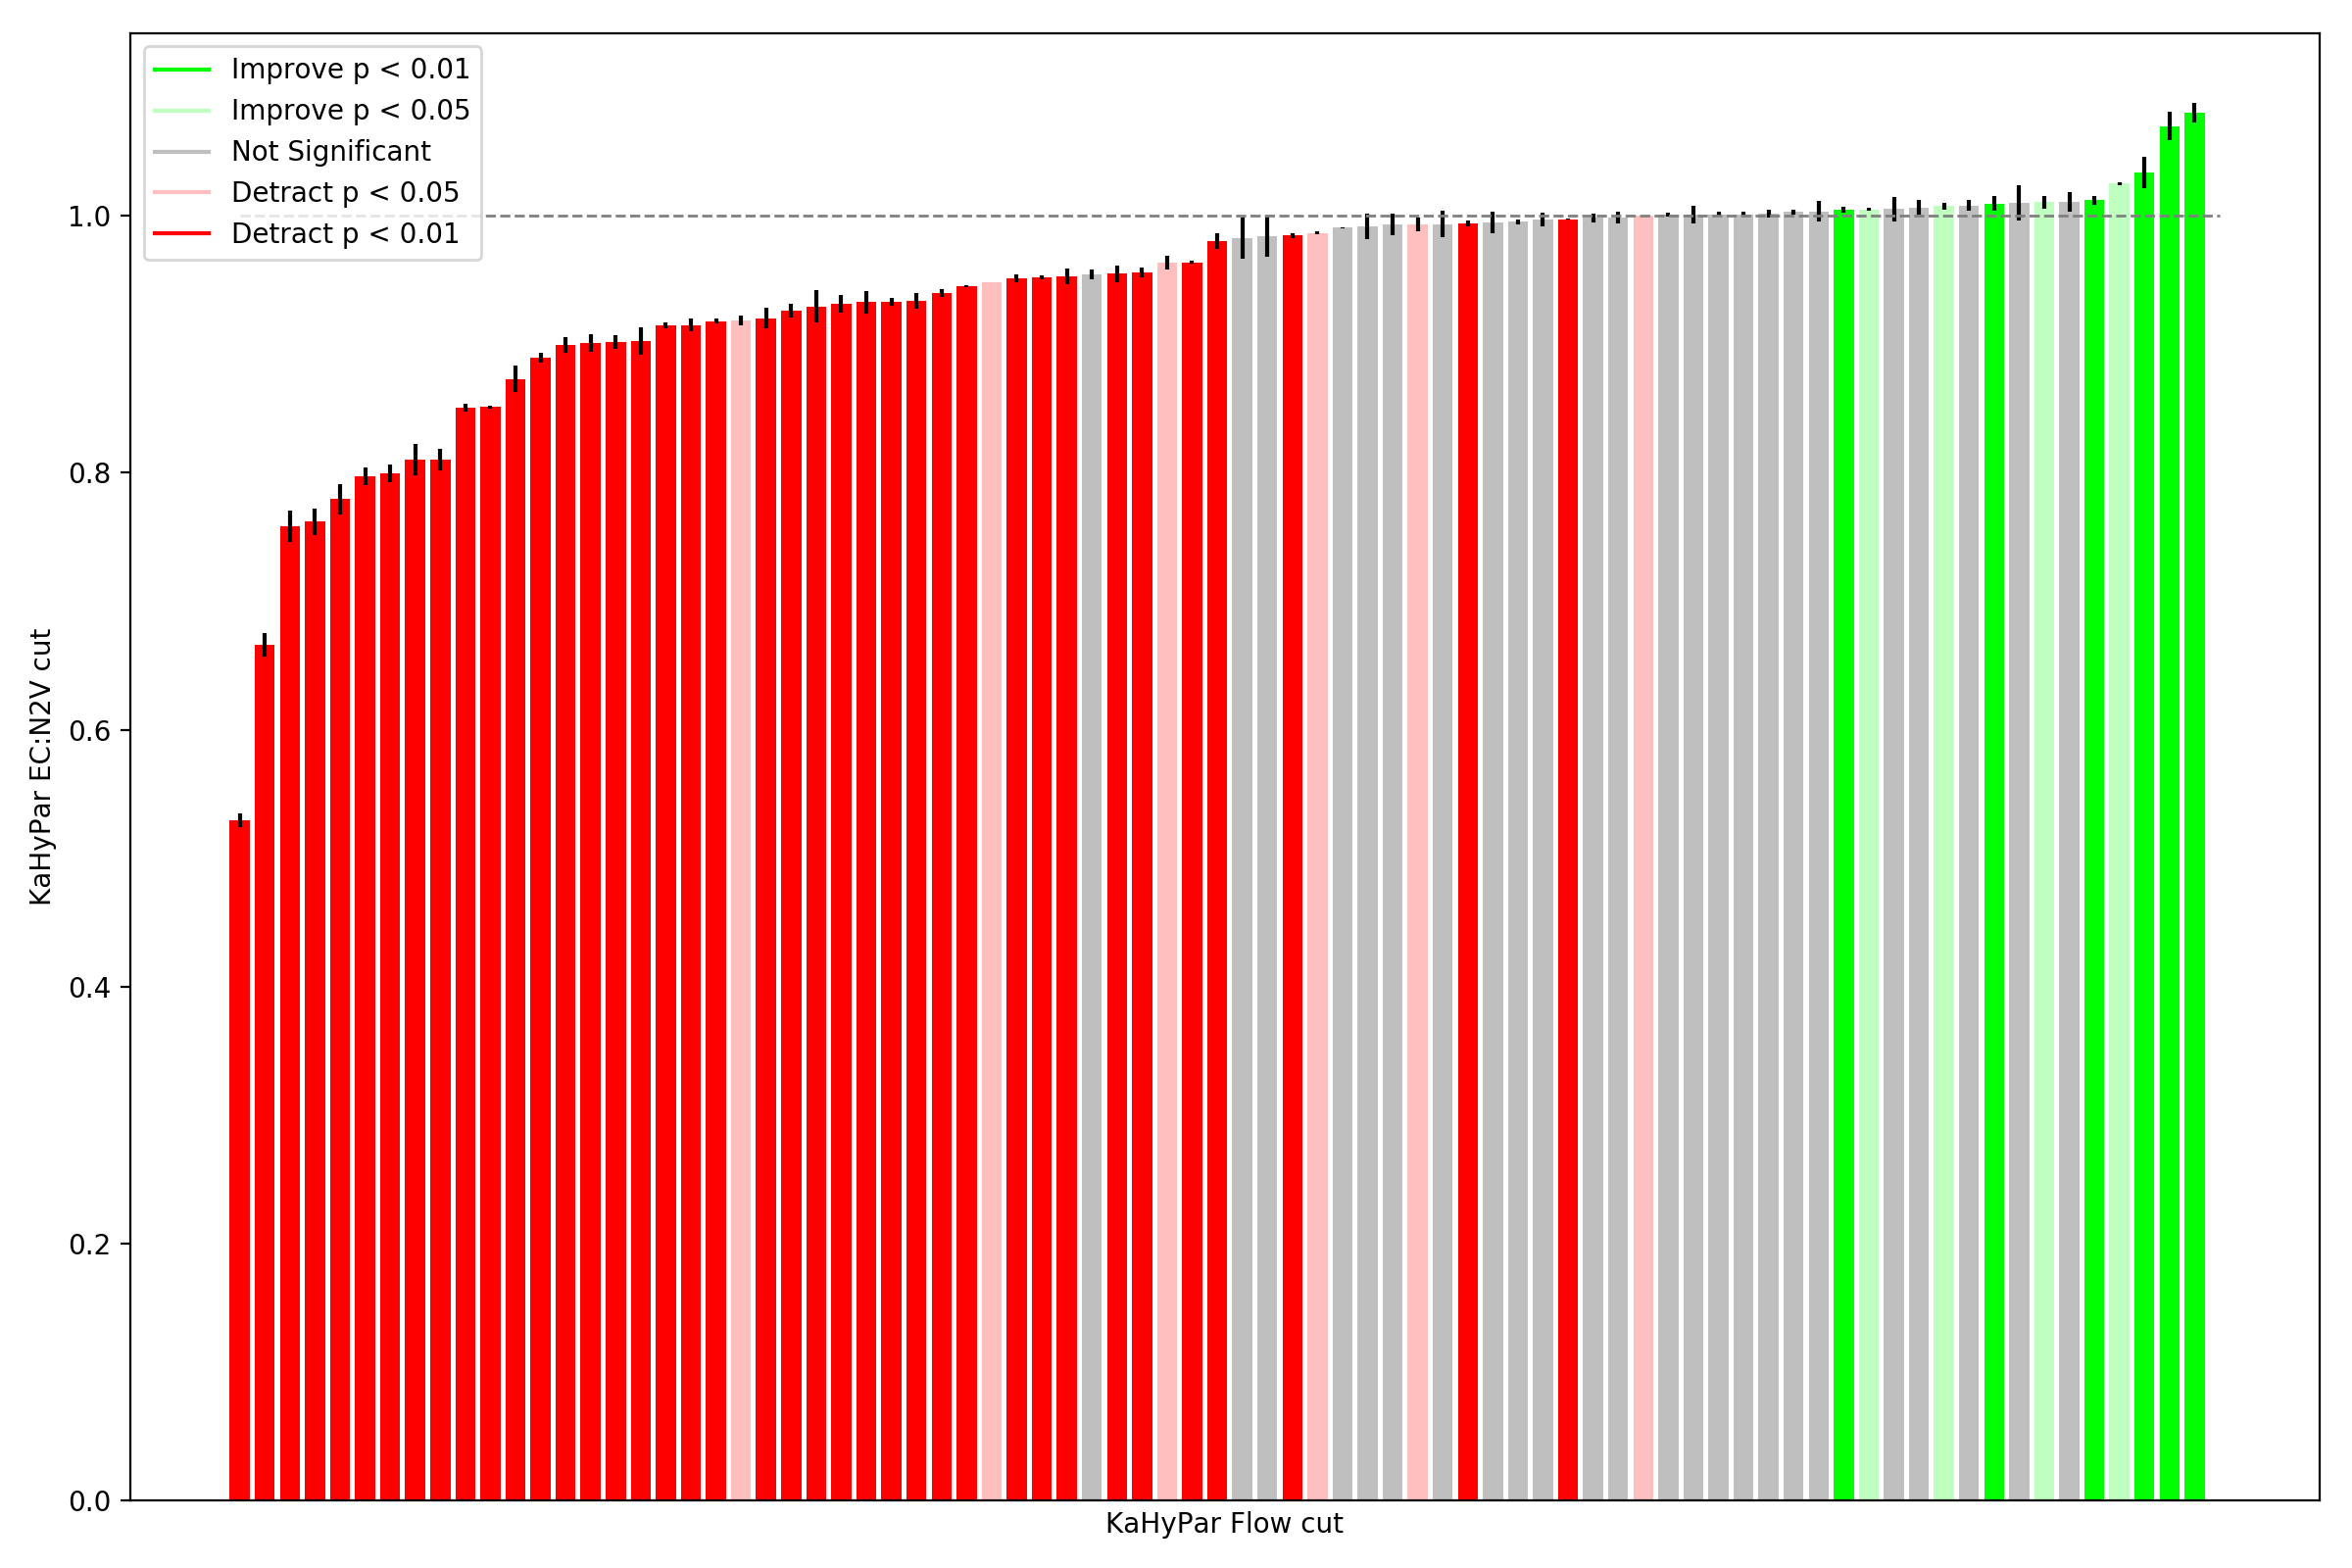 Improve p < 0.01
Improve p < 0.05
Not Significant
Detract p < 0.05
Detract p < 0.01
1.0
0.8
0.6
0.4
0.2
0.0
KaHyPar EC:N2V cut
KaHyPar Flow cut